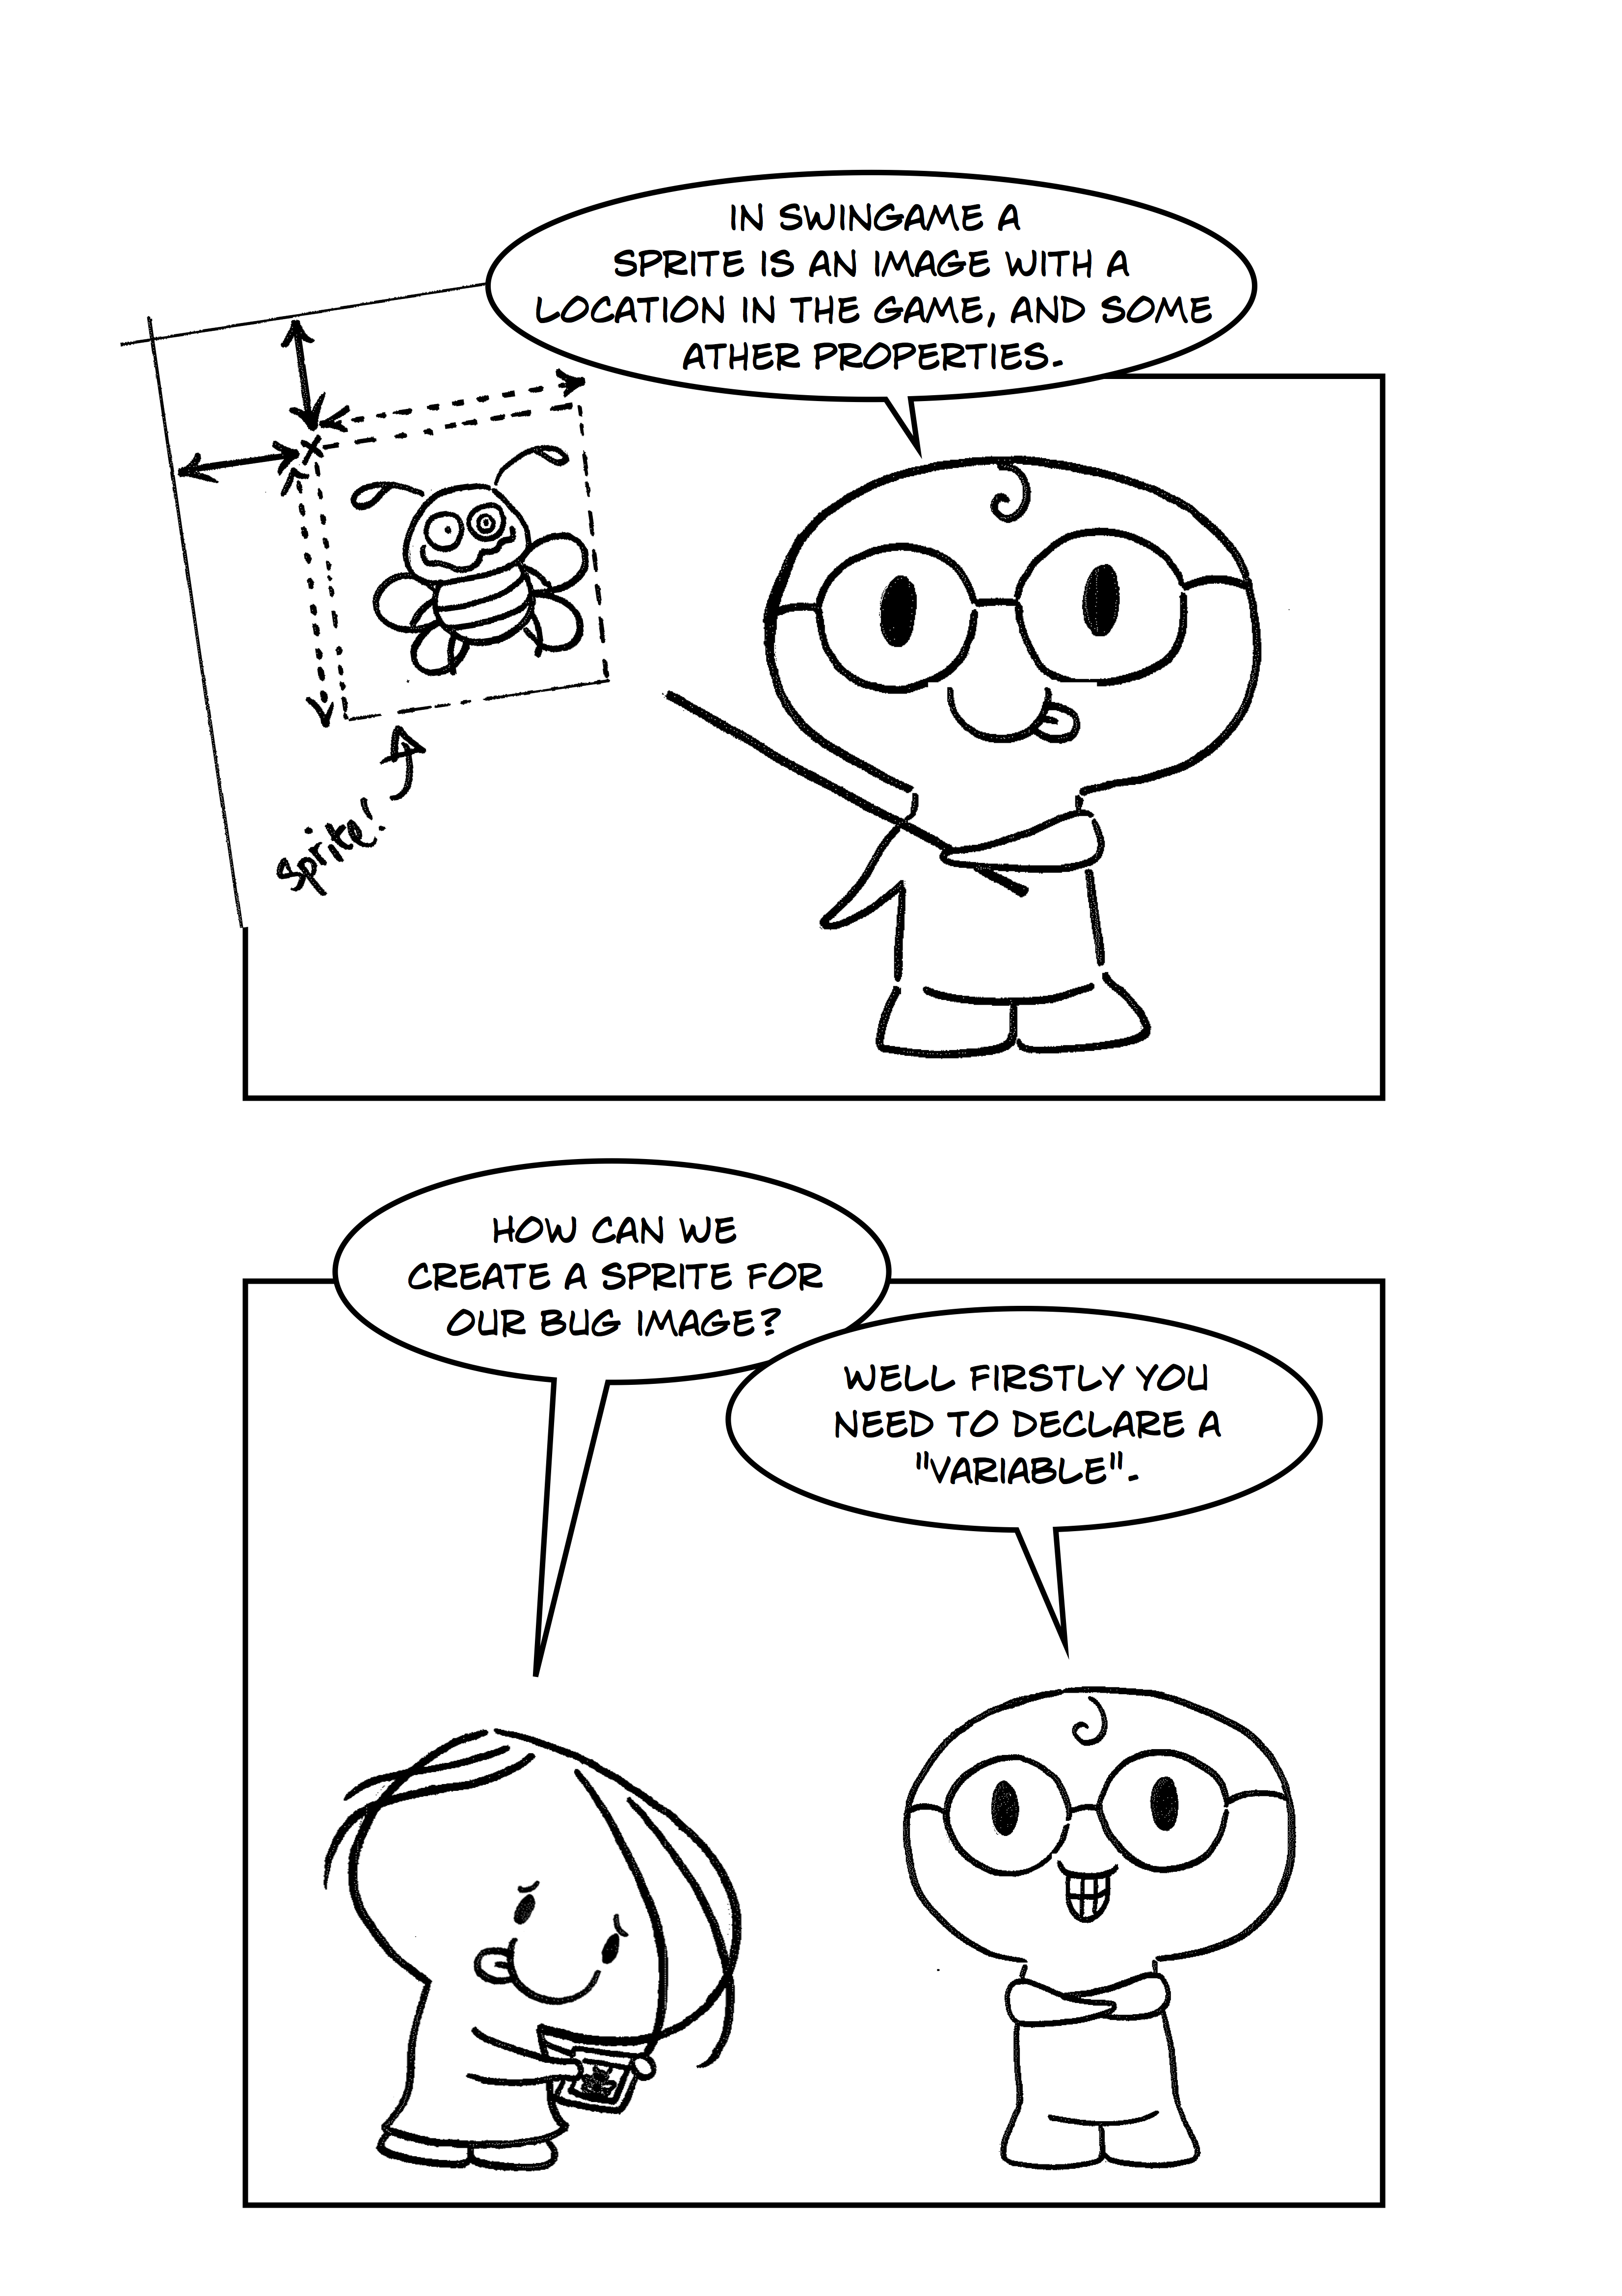 IN SWINGAME A
SPRITE IS AN IMAGE WITH A
LOCATION IN THE GAME, AND SOME
ATHER PROPERTIES.
Sprite!
HOW CAN WE
CREATE A SPRITE FOR
OUR BUG IMAGE?
WELL FIRSTLY YOU
NEED TO DECLARE A
"VARIABLE".